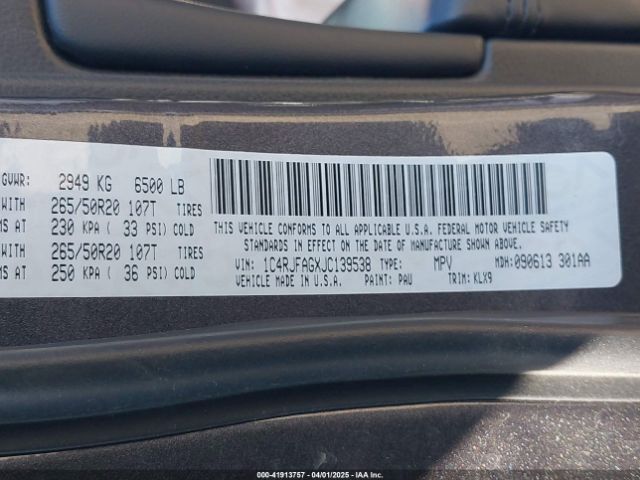 GVWR: 2949 KG 6500 LB
WITH 265/50R20 107T TIRES
MS AT 230 KPA ( 33 PSI) COLD
WITH 265/50R20 107T TIRES
MS AT 250 KPA ( 36 PSI) COLD
THIS VEHICLE CONFORMS TO ALL APPLICABLE U.S.A. FEDERAL MOTOR VEHICLE SAFETY
STANDARDS IN EFFECT ON THE DATE OF MANUFACTURE SHOWN ABOVE.
VIN: 1C4RJFAGXJC139538 TYPE: MPV MDH:090613 301AA
VEHICLE MADE IN U.S.A. PAINT: PAU TRIM: KLX9
000-41913757 - 04/01/2025 - IAA Inc.